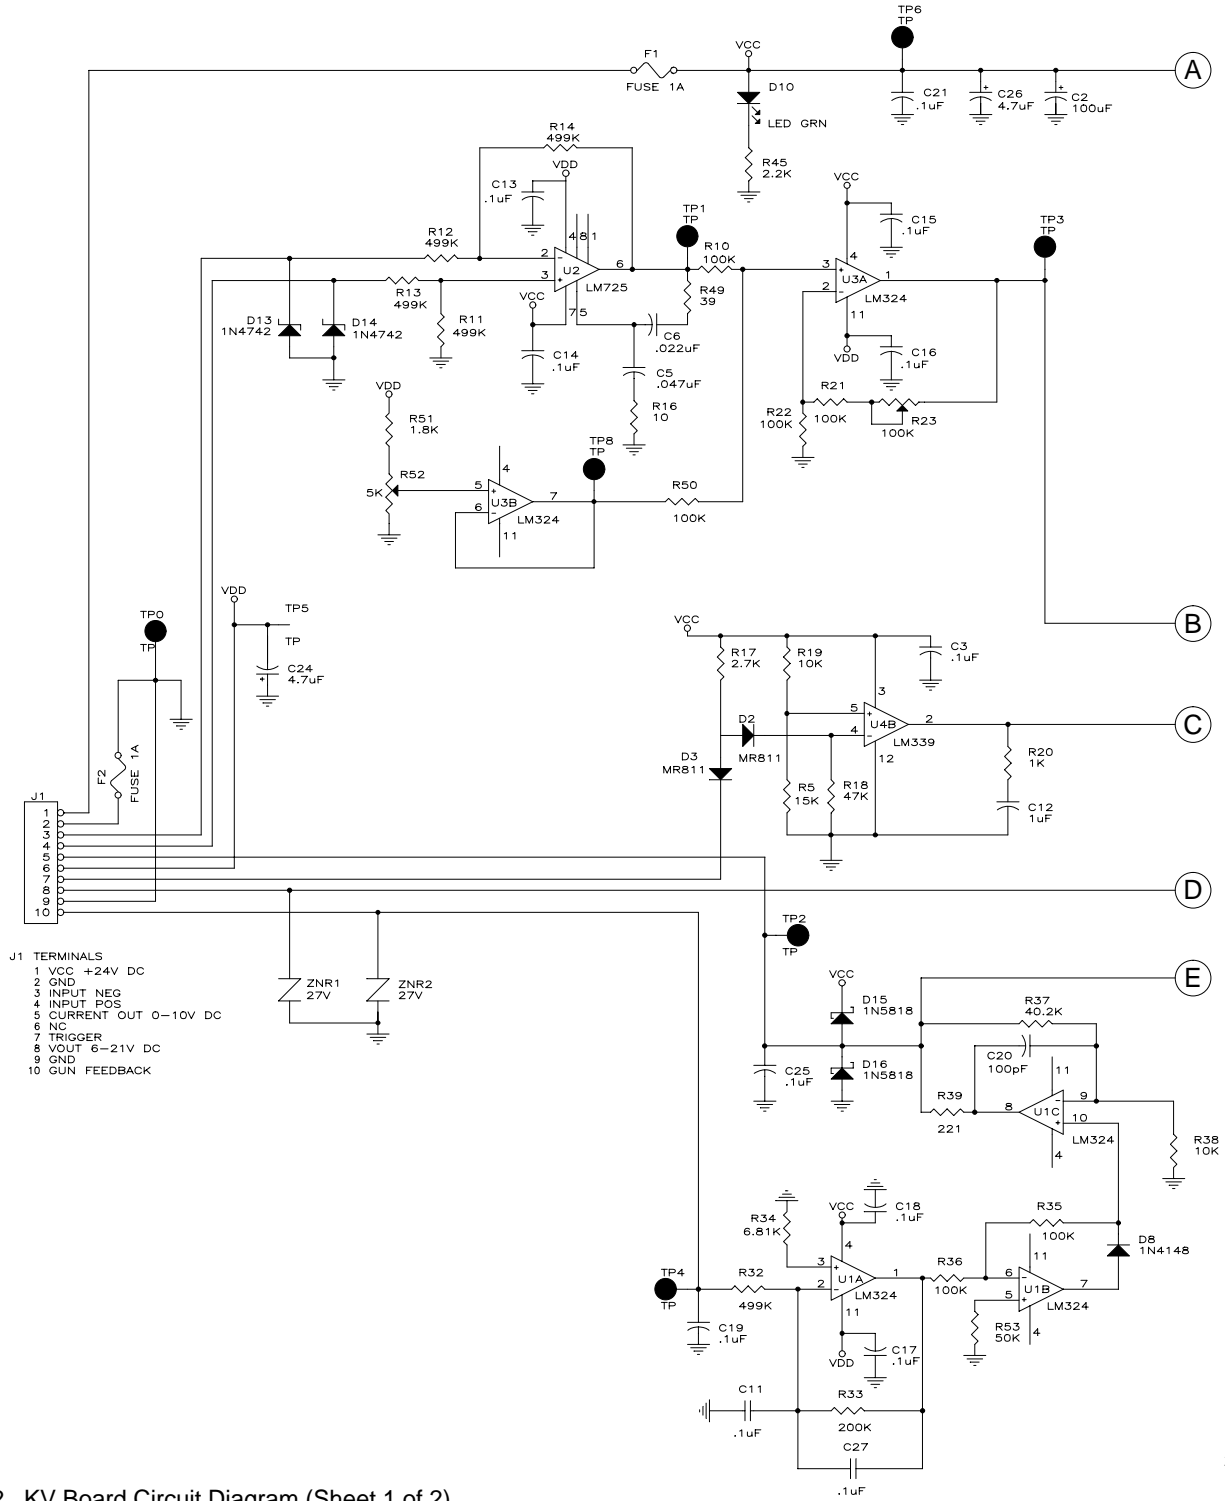 TP6
TP
F1
FUSE 1A
VCC
D10
LED GRN
R45
2.2K
C21
.1uF
+
C26
4.7uF
+
C2
100uF
A
R14
499K
VDD
C13
.1uF
R12
499K
4 8 1
2
-
3
+
6
U2
LM725
7 5
R13
499K
R11
499K
D13
1N4742
D14
1N4742
VCC
C14
.1uF
TP1
TP
R10
100K
R49
39
C6
.022uF
C5
.047uF
R16
10
VCC
C15
.1uF
4
3
+
2
-
1
U3A
LM324
11
VDD
C16
.1uF
TP3
TP
R21
100K
R22
100K
R23
100K
VDD
R51
1.8K
R52
5K
4
5
+
6
-
7
U3B
LM324
11
TP8
TP
R50
100K
B
VDD
TP5
TP
C24
4.7uF
+
TP0
TP
F2
FUSE 1A
VCC
R17
2.7K
R19
10K
C3
.1uF
3
5
+
4
-
2
U4B
LM339
12
D2
MR811
D3
MR811
R5
15K
R18
47K
R20
1K
C12
1uF
C
J1
1
2
3
4
5
6
7
8
9
10
D
J1 TERMINALS
1 VCC +24V DC
2 GND
3 INPUT NEG
4 INPUT POS
5 CURRENT OUT 0-10V DC
6 NC
7 TRIGGER
8 VOUT 6-21V DC
9 GND
10 GUN FEEDBACK
ZNR1
27V
ZNR2
27V
TP2
TP
E
VCC
D15
1N5818
D16
1N5818
C25
.1uF
R37
40.2K
C20
100pF
11
R39
221
8
U1C
-
9
+
10
LM324
4
R38
10K
R34
6.81K
VCC
C18
.1uF
4
3
+
2
-
1
U1A
LM324
11
VDD
C17
.1uF
TP4
TP
R32
499K
C19
.1uF
R36
100K
R35
100K
11
6
-
5
+
7
U1B
LM324
4
R53
50K
D8
1N4148
C11
.1uF
R33
200K
C27
.1uF
KV Board Circuit Diagram (Sheet 1 of 2)